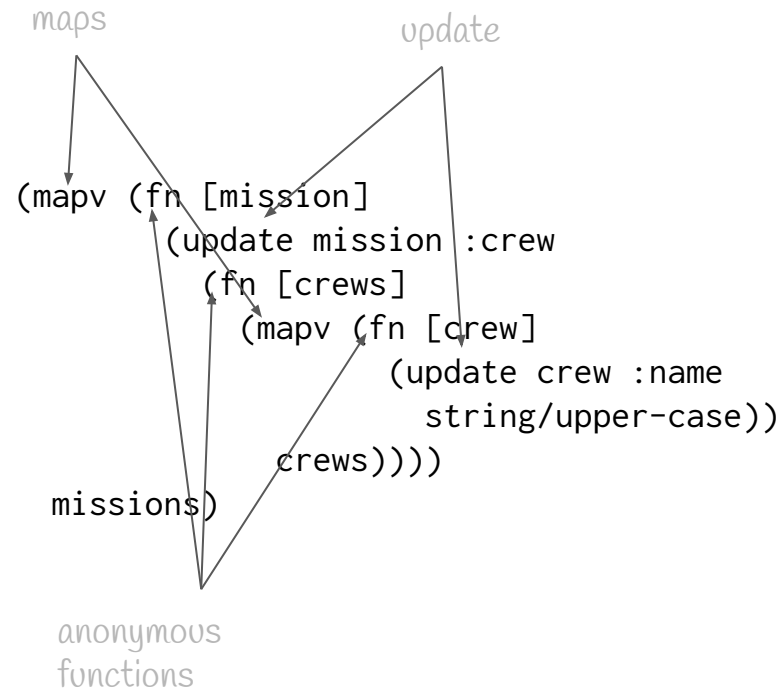 maps
update
(mapv (fn [mission]
(update mission :crew
(fn [crews]
(mapv (fn [crew]
(update crew :name
string/upper-case))
crews))))
missions)
anonymous
functions